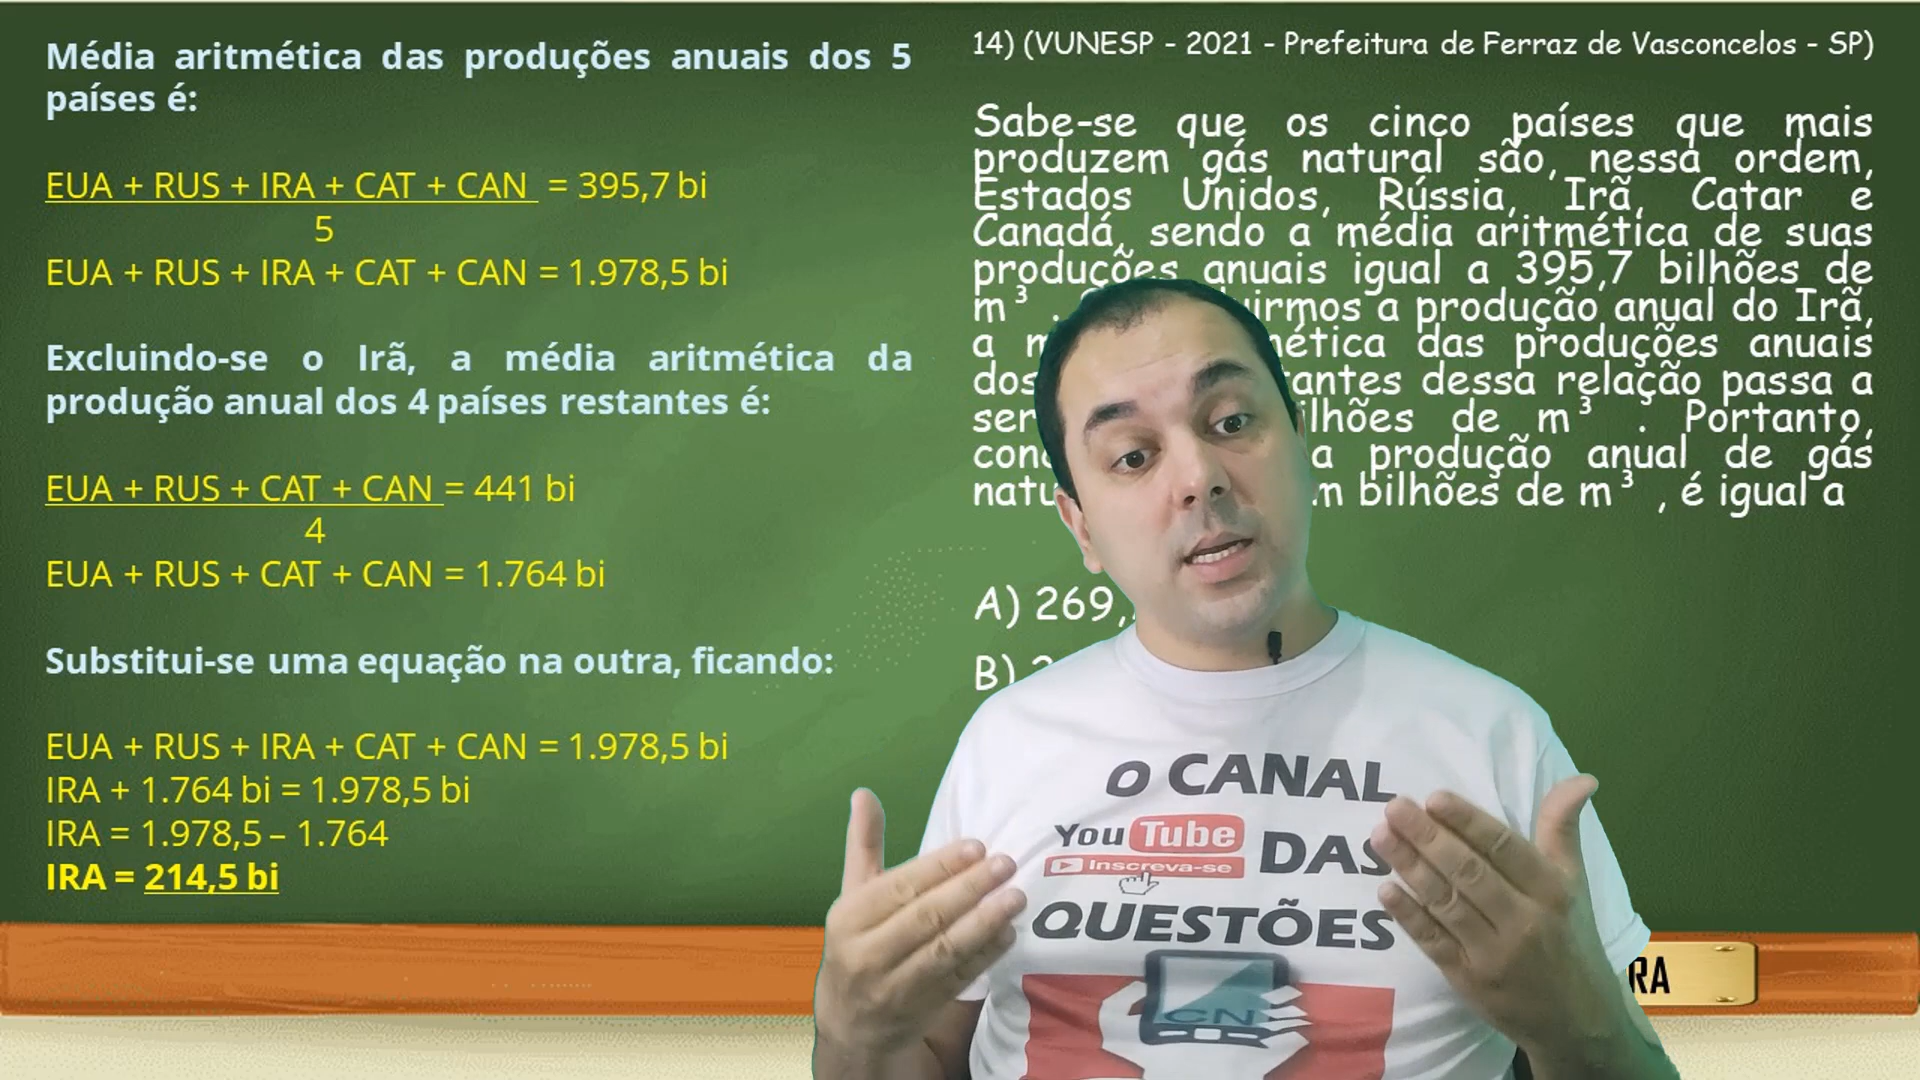 Média aritmética das produções anuais dos 5
países é:
EUA + RUS + IRA + CAT + CAN = 395,7 bi
5
EUA + RUS + IRA + CAT + CAN = 1.978,5 bi
Excluindo-se o Irã, a média aritmética da
produção anual dos 4 países restantes é:
EUA + RUS + CAT + CAN = 441 bi
4
EUA + RUS + CAT + CAN = 1.764 bi
Substitui-se uma equação na outra, ficando:
EUA + RUS + IRA + CAT + CAN = 1.978,5 bi
IRA + 1.764 bi = 1.978,5 bi
IRA = 1.978,5 – 1.764
IRA = 214,5 bi
14) (VUNESP - 2021 - Prefeitura de Ferraz de Vasconcelos - SP)
Sabe-se que os cinco países que mais
produzem gás natural são, nessa ordem,
Estados Unidos, Rússia, Irã, Catar e
Canadá, sendo a média aritmética de suas
produções anuais igual a 395,7 bilhões de
m³ . a produção anual do Irã,
a das produções anuais
dessa relação passa a
de m³ . Portanto,
a produção anual de gás
bilhões de m³ , é igual a
A) 269,
B)
O CANAL
YouTube DAS
Inscreva-se
QUESTÕES
CN